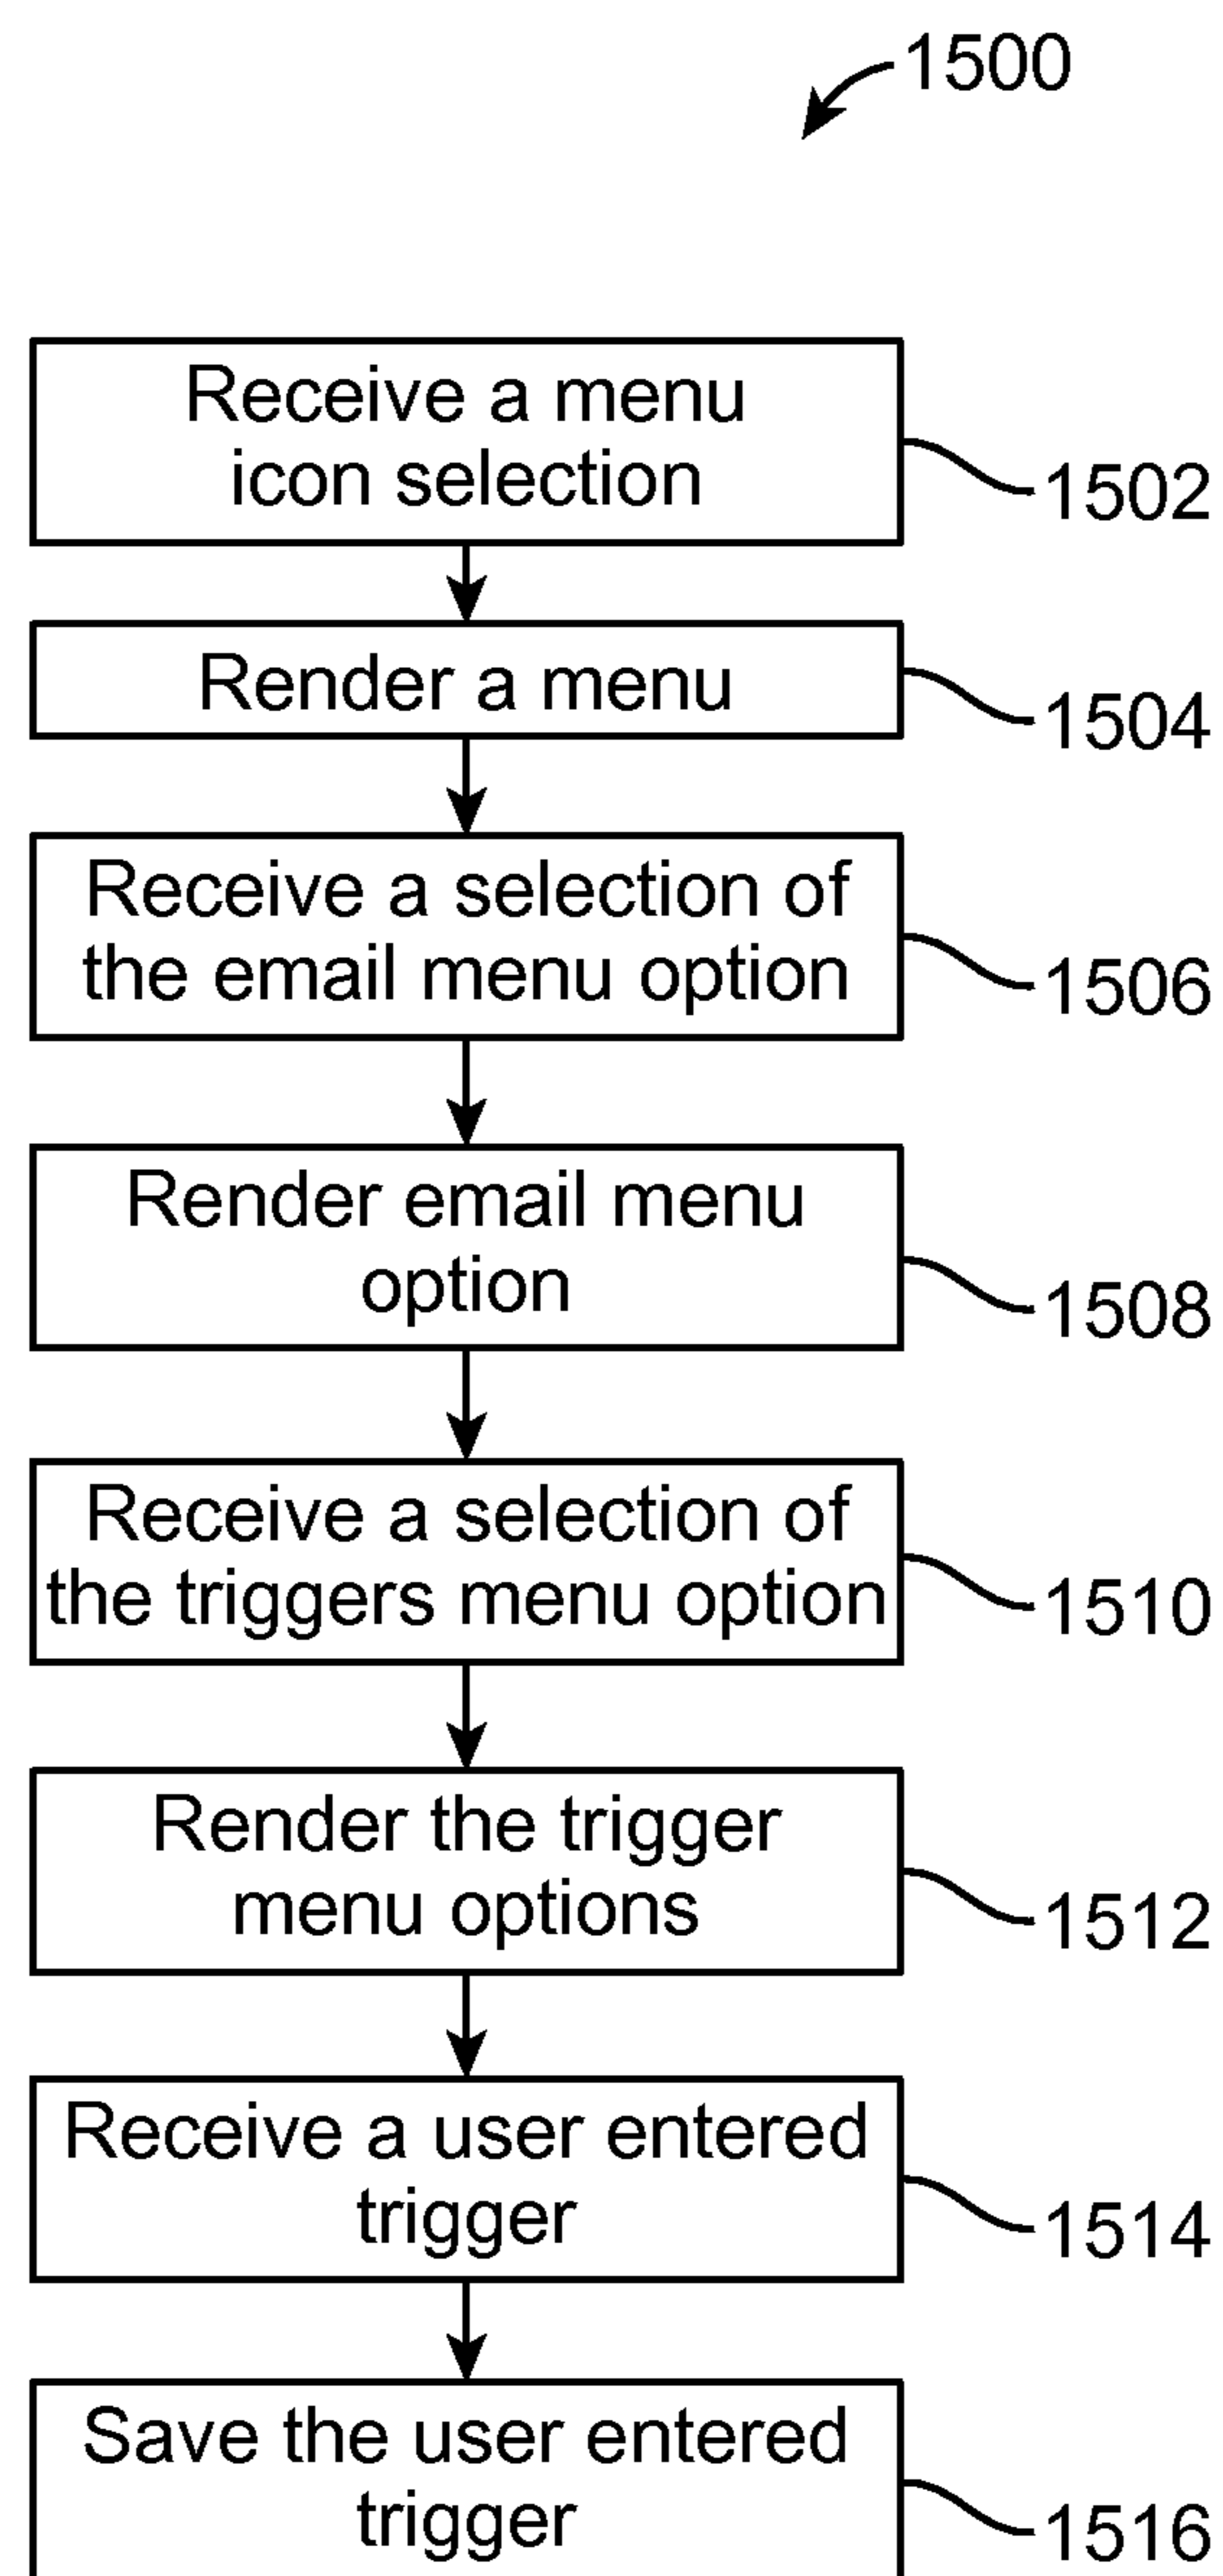 1500
Receive a menu
icon selection
1502
Render a menu
1504
Receive a selection of
the email menu option
1506
Render email menu
option
1508
Receive a selection of
the triggers menu option
1510
Render the trigger
menu options
1512
Receive a user entered
trigger
1514
Save the user entered
trigger
1516